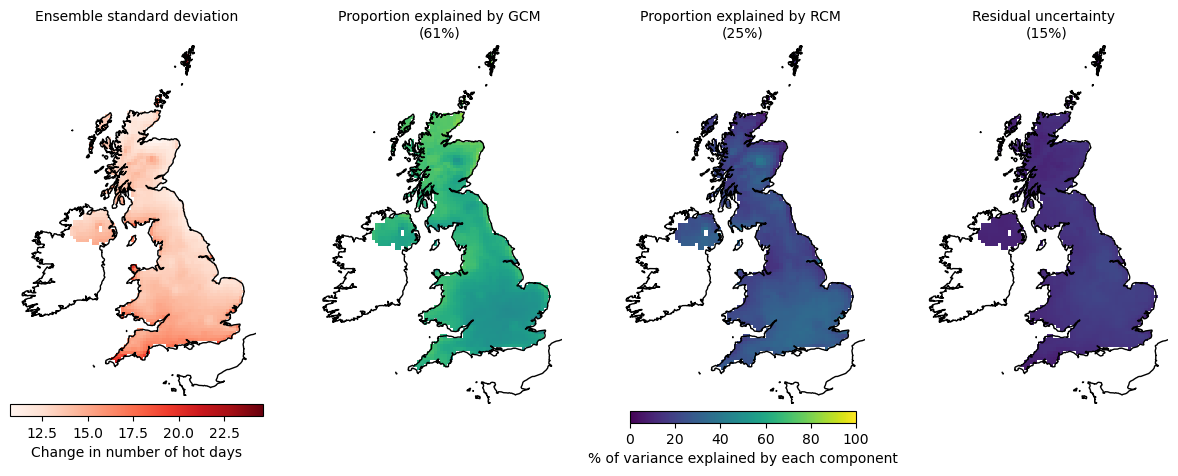 Ensemble standard deviation
Proportion explained by GCM
(61%)
Proportion explained by RCM
(25%)
Residual uncertainty
(15%)
12.5 15.0 17.5 20.0 22.5
Change in number of hot days
0 20 40 60 80 100
% of variance explained by each component